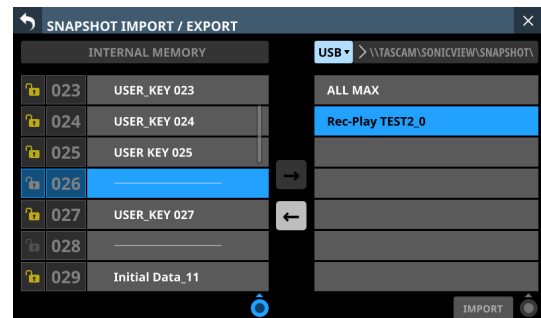 SNAPSHOT IMPORT / EXPORT
INTERNAL MEMORY
USB > \\TASCAM\SONICVIEW\SNAPSHOT\
023 USER_KEY 023
024 USER_KEY 024
025 USER KEY 025
026
027 USER_KEY 027
028
029 Initial Data_11
ALL MAX
Rec-Play TEST2_0
IMPORT